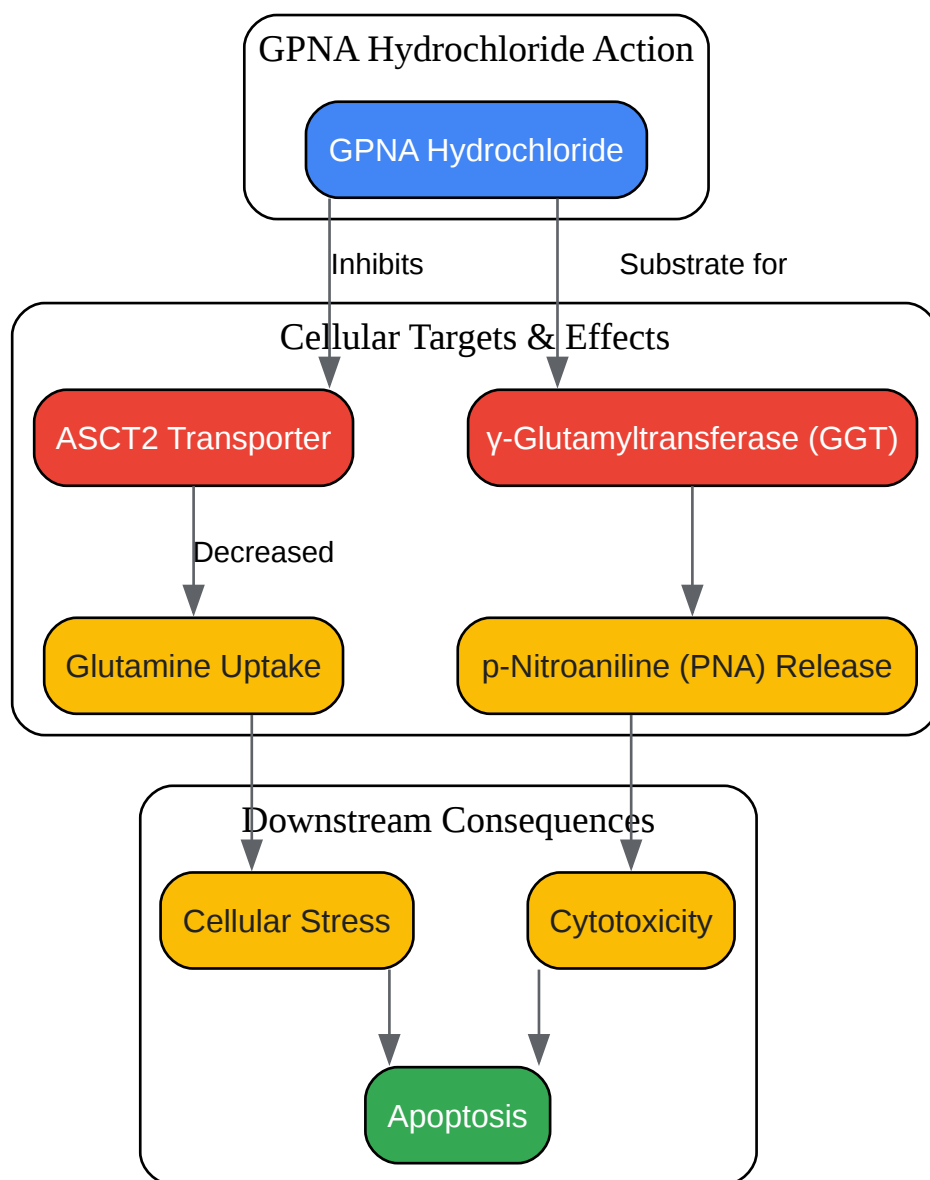 GPNA Hydrochloride Action
GPNA Hydrochloride
Inhibits
Substrate for
Cellular Targets & Effects
ASCT2 Transporter
γ-Glutamyltransferase (GGT)
Decreased
Glutamine Uptake
p-Nitroaniline (PNA) Release
Downstream Consequences
Cellular Stress
Cytotoxicity
Apoptosis